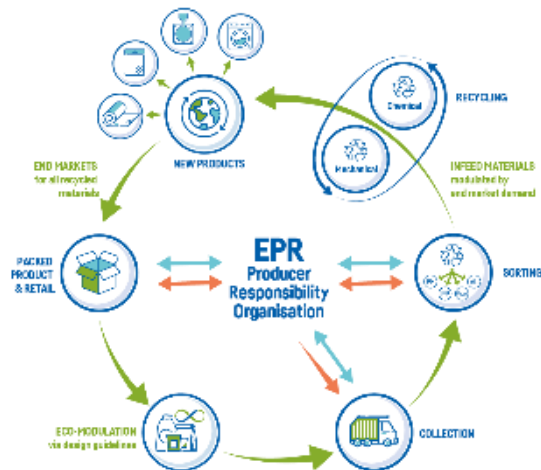 Chemical
RECYCLING
Mechanical
NEW PRODUCTS
END MARKETS
for all recycled
materials
INFEED MATERIALS
modulated by
end market demand
PACKED
PRODUCT
& RETAIL
EPR
Producer
Responsibility
Organisation
SORTING
ECO-MODULATION
via design guidelines
COLLECTION